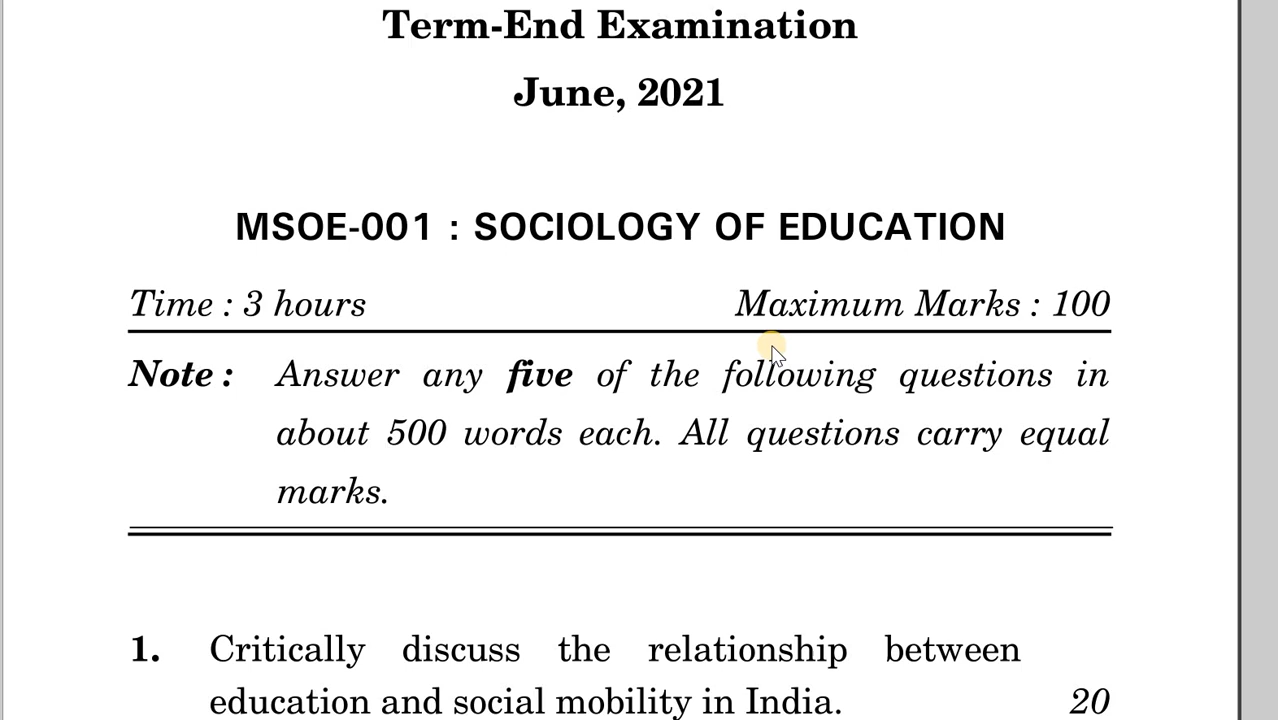 Term-End Examination
June, 2021
MSOE-001 : SOCIOLOGY OF EDUCATION
Time : 3 hours Maximum Marks : 100
Note : Answer any five of the following questions in
about 500 words each. All questions carry equal
marks.
1. Critically discuss the relationship between
education and social mobility in India. 20